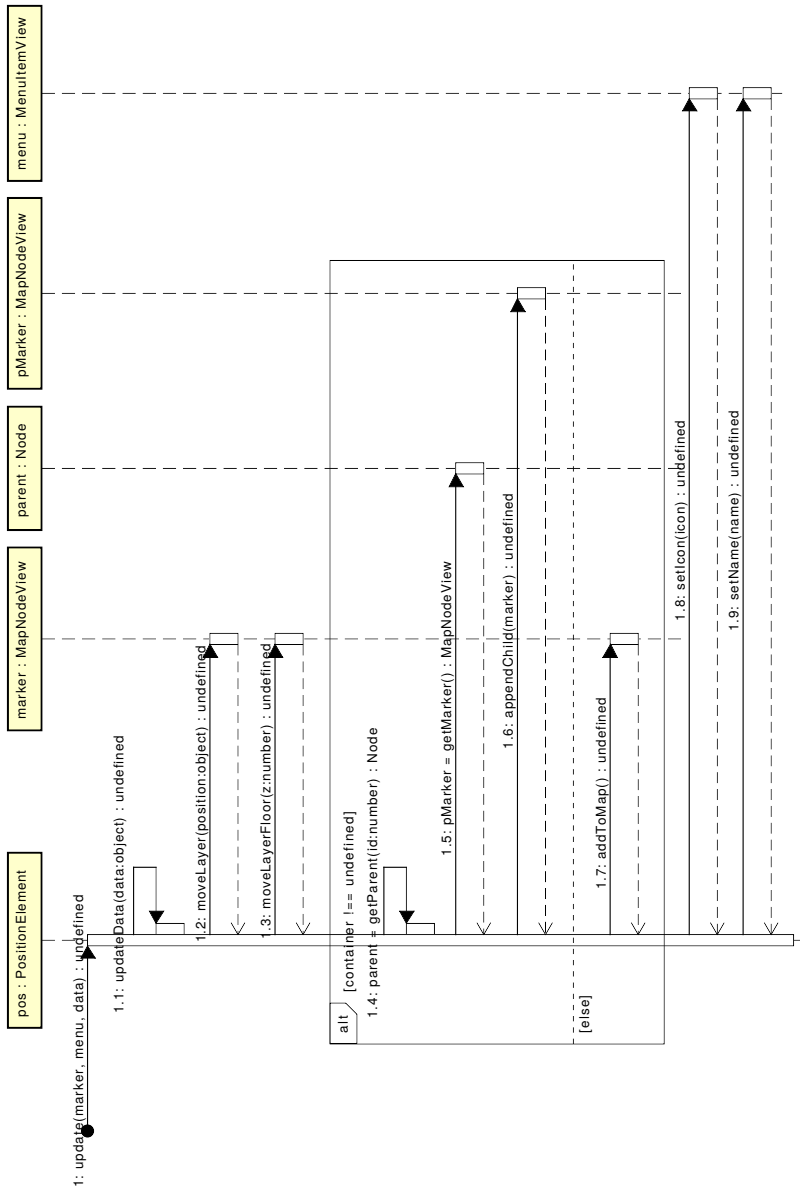 pos : PositionElement
marker : MapNodeView
parent : Node
pMarker : MapNodeView
menu : MenuItemView
1: update(marker, menu, data) : undefined
1.1: updateData(data:object) : undefined
1.2: moveLayer(position:object) : undefined
1.3: moveLayerFloor(z:number) : undefined
alt
[container !== undefined]
1.4: parent = getParent(id:number) : Node
1.5: pMarker = getMarker() : MapNodeView
1.6: appendChild(marker) : undefined
[else]
1.7: addToMap() : undefined
1.8: setIcon(icon) : undefined
1.9: setName(name) : undefined